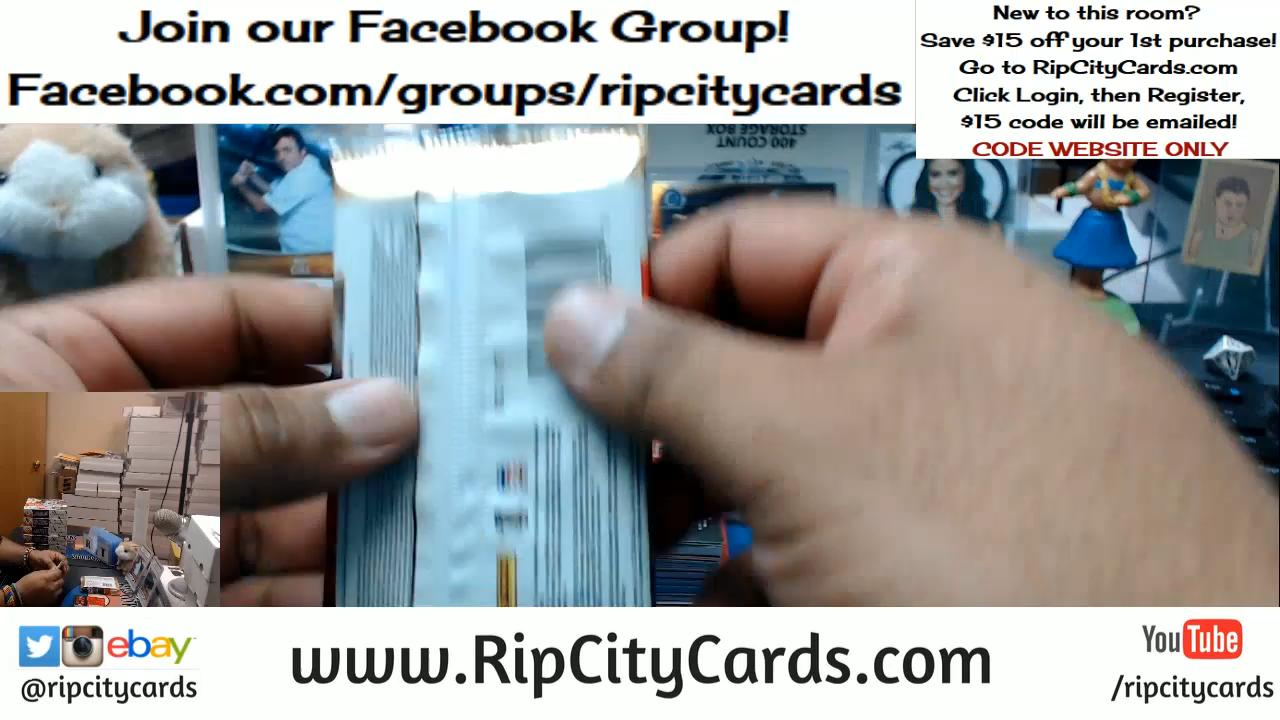 Join our Facebook Group!
Facebook.com/groups/ripcitycards
New to this room?
Save $15 off your 1st purchase!
Go to RipCityCards.com
Click Login, then Register,
$15 code will be emailed!
CODE WEBSITE ONLY
400 COUNT
STORAGE BOX
ebay
@ripcitycards
www.RipCityCards.com
YouTube
/ripcitycards